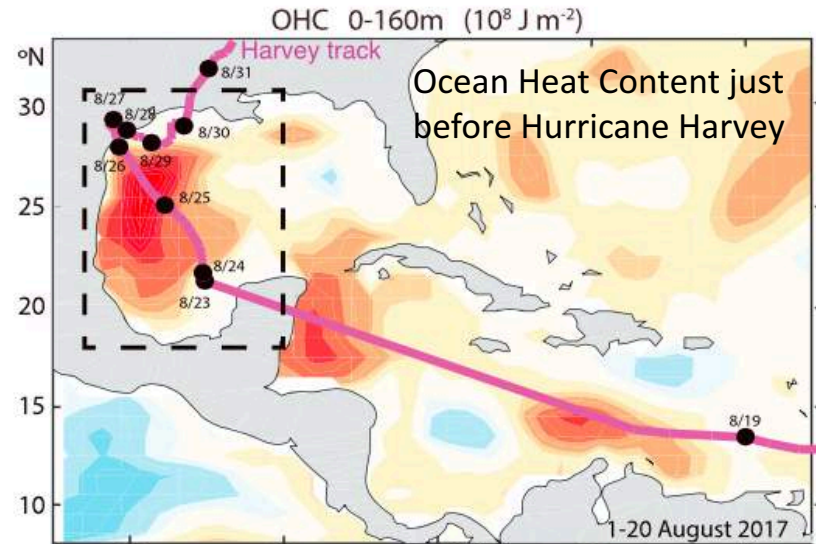 OHC 0-160m (10⁸ J m⁻²)
ºN
Harvey track
8/31
Ocean Heat Content just
before Hurricane Harvey
30
8/27
8/28
8/30
8/29
8/26
25
8/25
8/24
20
8/23
15
8/19
10
1-20 August 2017